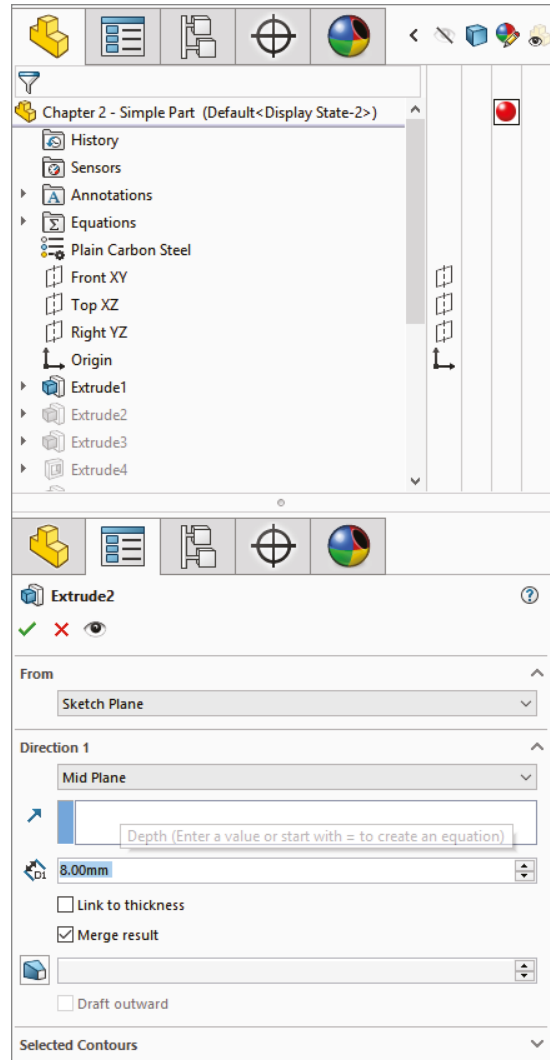 Chapter 2 - Simple Part (Default<Display State-2>)
History
Sensors
A Annotations
Σ Equations
Plain Carbon Steel
Front XY
Top XZ
Right YZ
Origin
Extrude1
Extrude2
Extrude3
Extrude4
Extrude2
From
Sketch Plane
Direction 1
Mid Plane
Depth (Enter a value or start with = to create an equation)
D1 8.00mm
Link to thickness
Merge result
Draft outward
Selected Contours